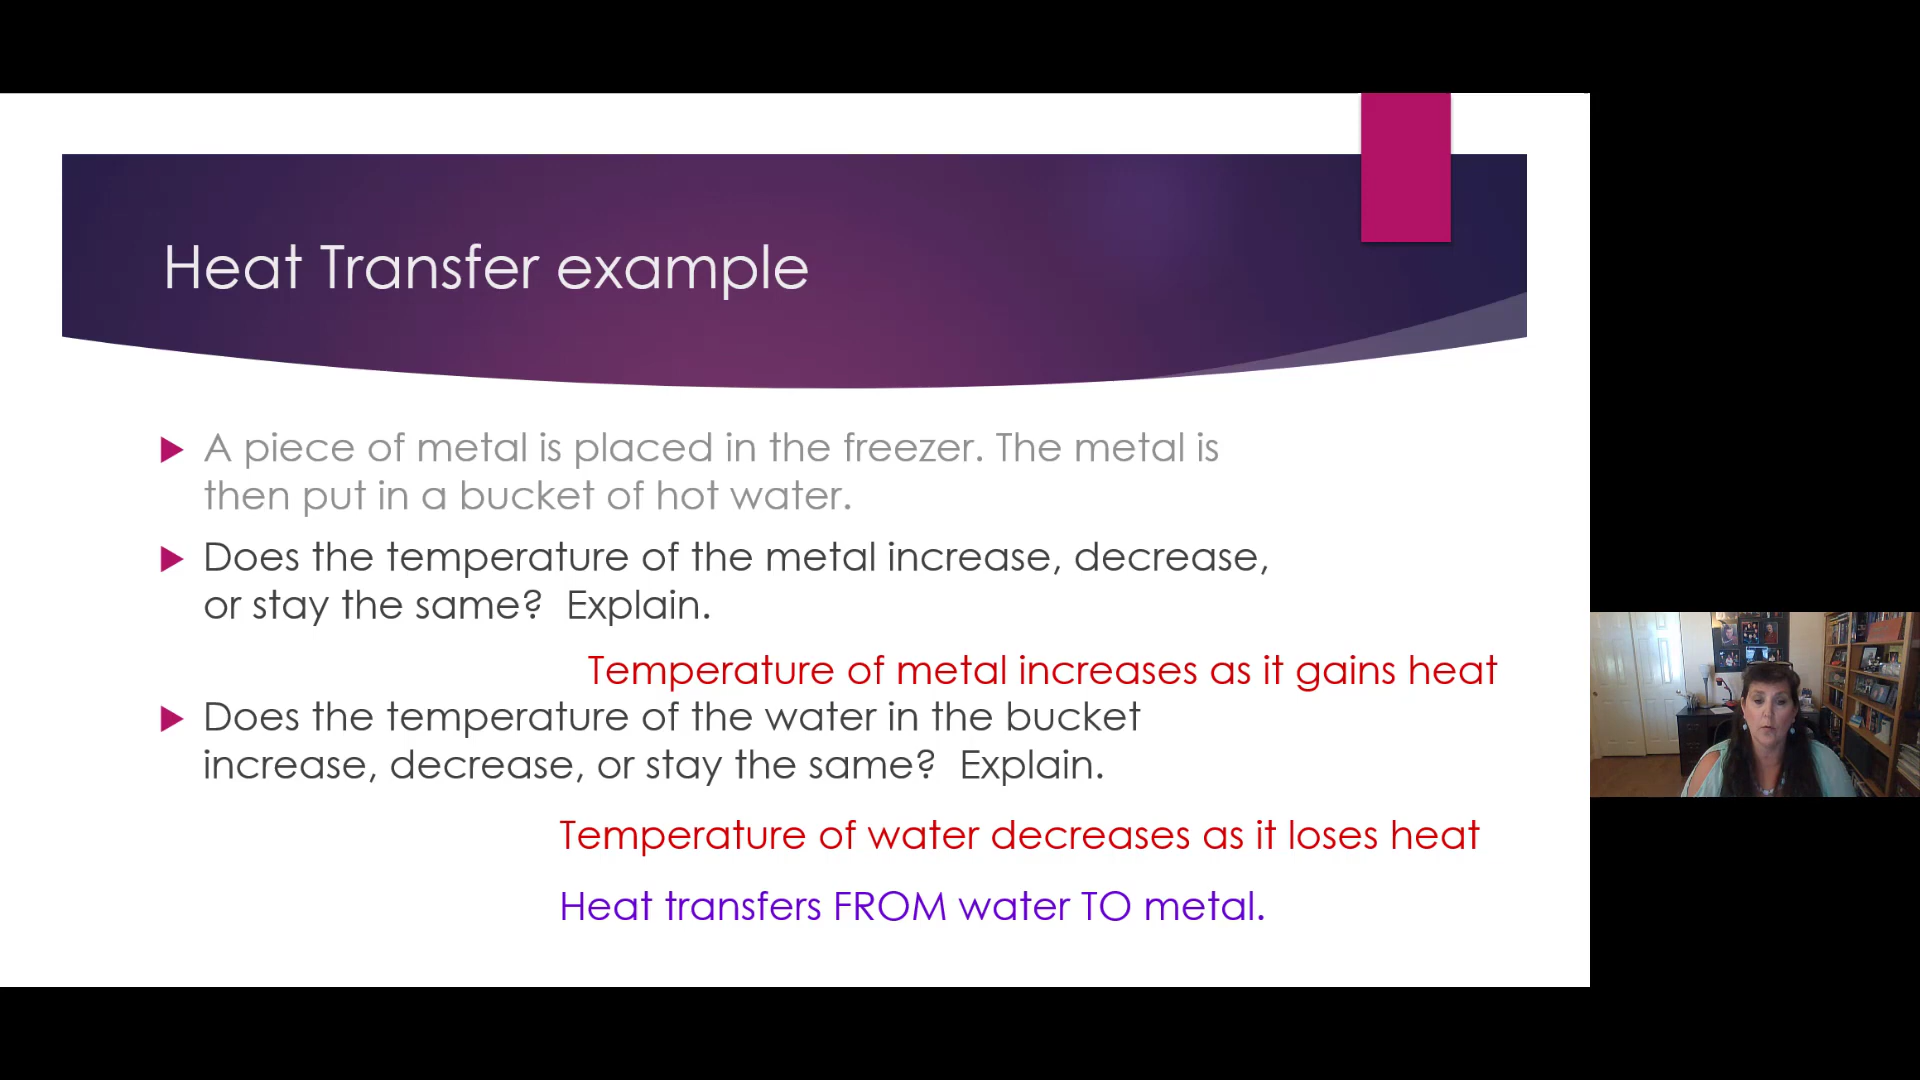 Heat Transfer example
A piece of metal is placed in the freezer. The metal is
then put in a bucket of hot water.
Does the temperature of the metal increase, decrease,
or stay the same?  Explain.
Temperature of metal increases as it gains heat
Does the temperature of the water in the bucket
increase, decrease, or stay the same?  Explain.
Temperature of water decreases as it loses heat
Heat transfers FROM water TO metal.